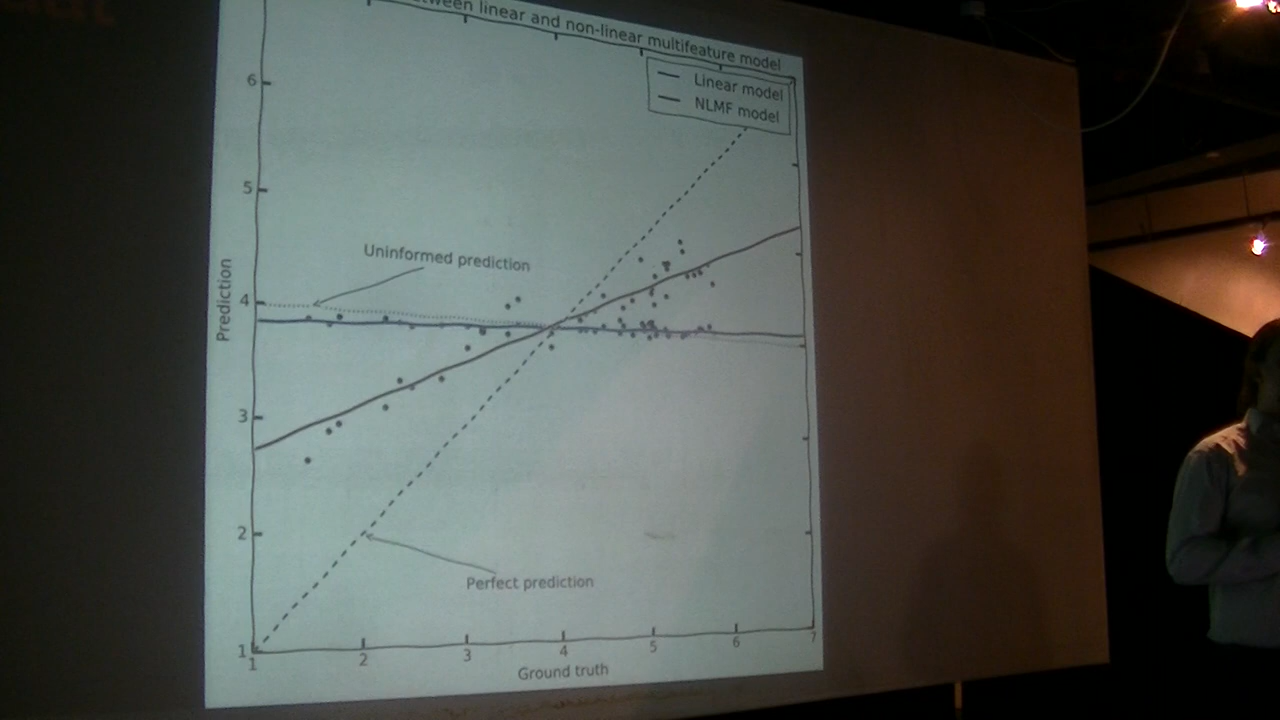 linear and non-linear multifeature model
Linear model
NLMF model
6
5
4
3
2
1
Prediction
Uninformed prediction
Perfect prediction
1 2 3 4 5 6 7
Ground truth